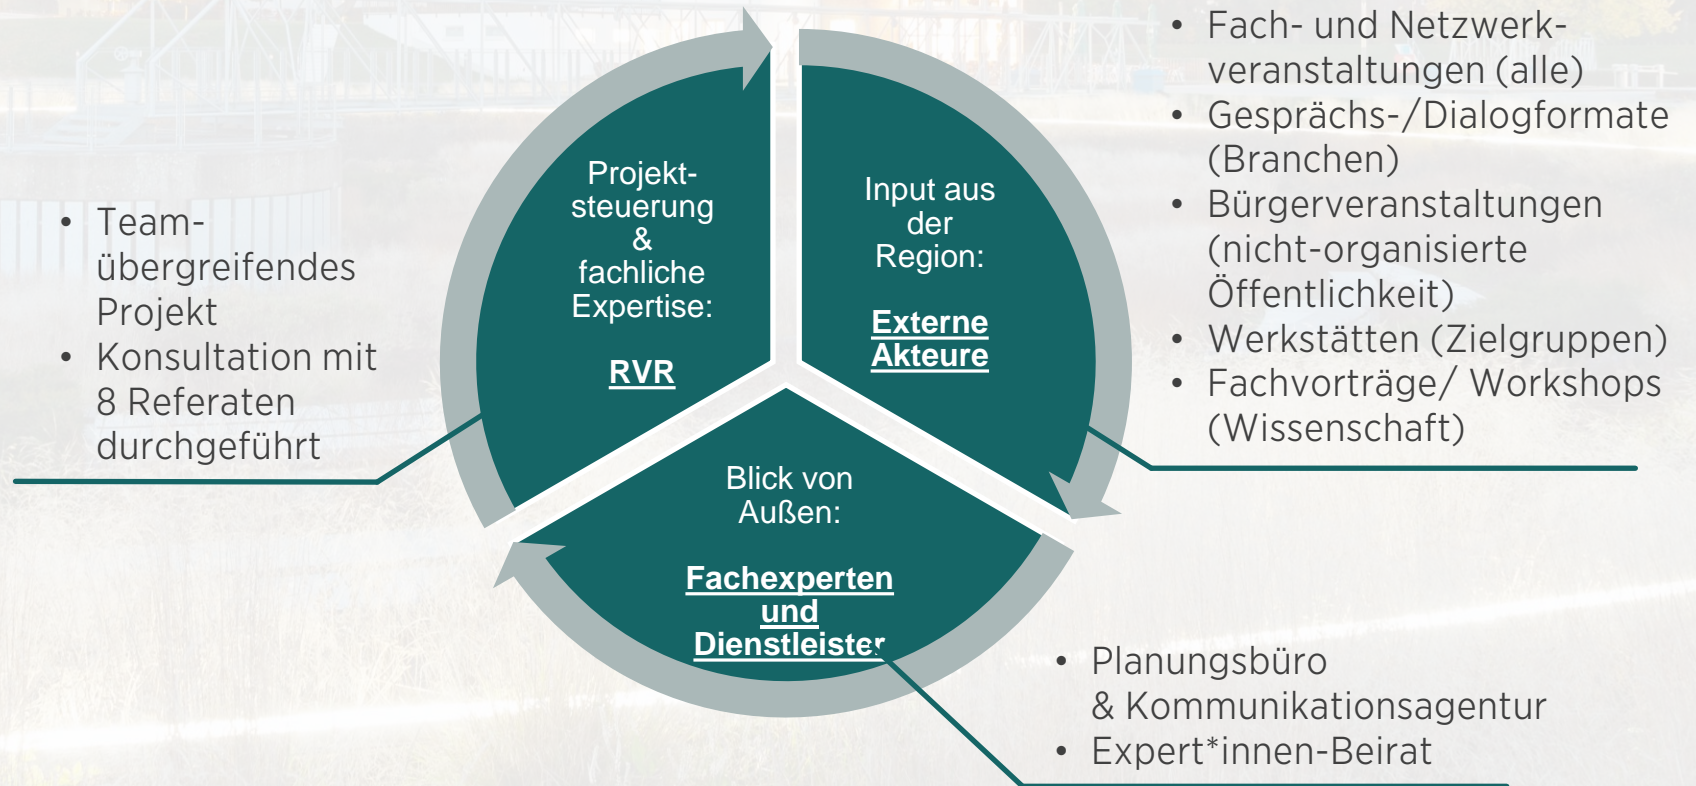 • Team-
übergreifendes
Projekt
• Konsultation mit
8 Referaten
durchgeführt
Projekt-
steuerung
&
fachliche
Expertise:
RVR
Input aus
der
Region:
Externe
Akteure
• Fach- und Netzwerk-
veranstaltungen (alle)
• Gesprächs-/Dialogformate
(Branchen)
• Bürgerveranstaltungen
(nicht-organisierte
Öffentlichkeit)
• Werkstätten (Zielgruppen)
• Fachvorträge/ Workshops
(Wissenschaft)
Blick von
Außen:
Fachexperten
und
Dienstleister
• Planungsbüro
& Kommunikationsagentur
• Expert*innen-Beirat